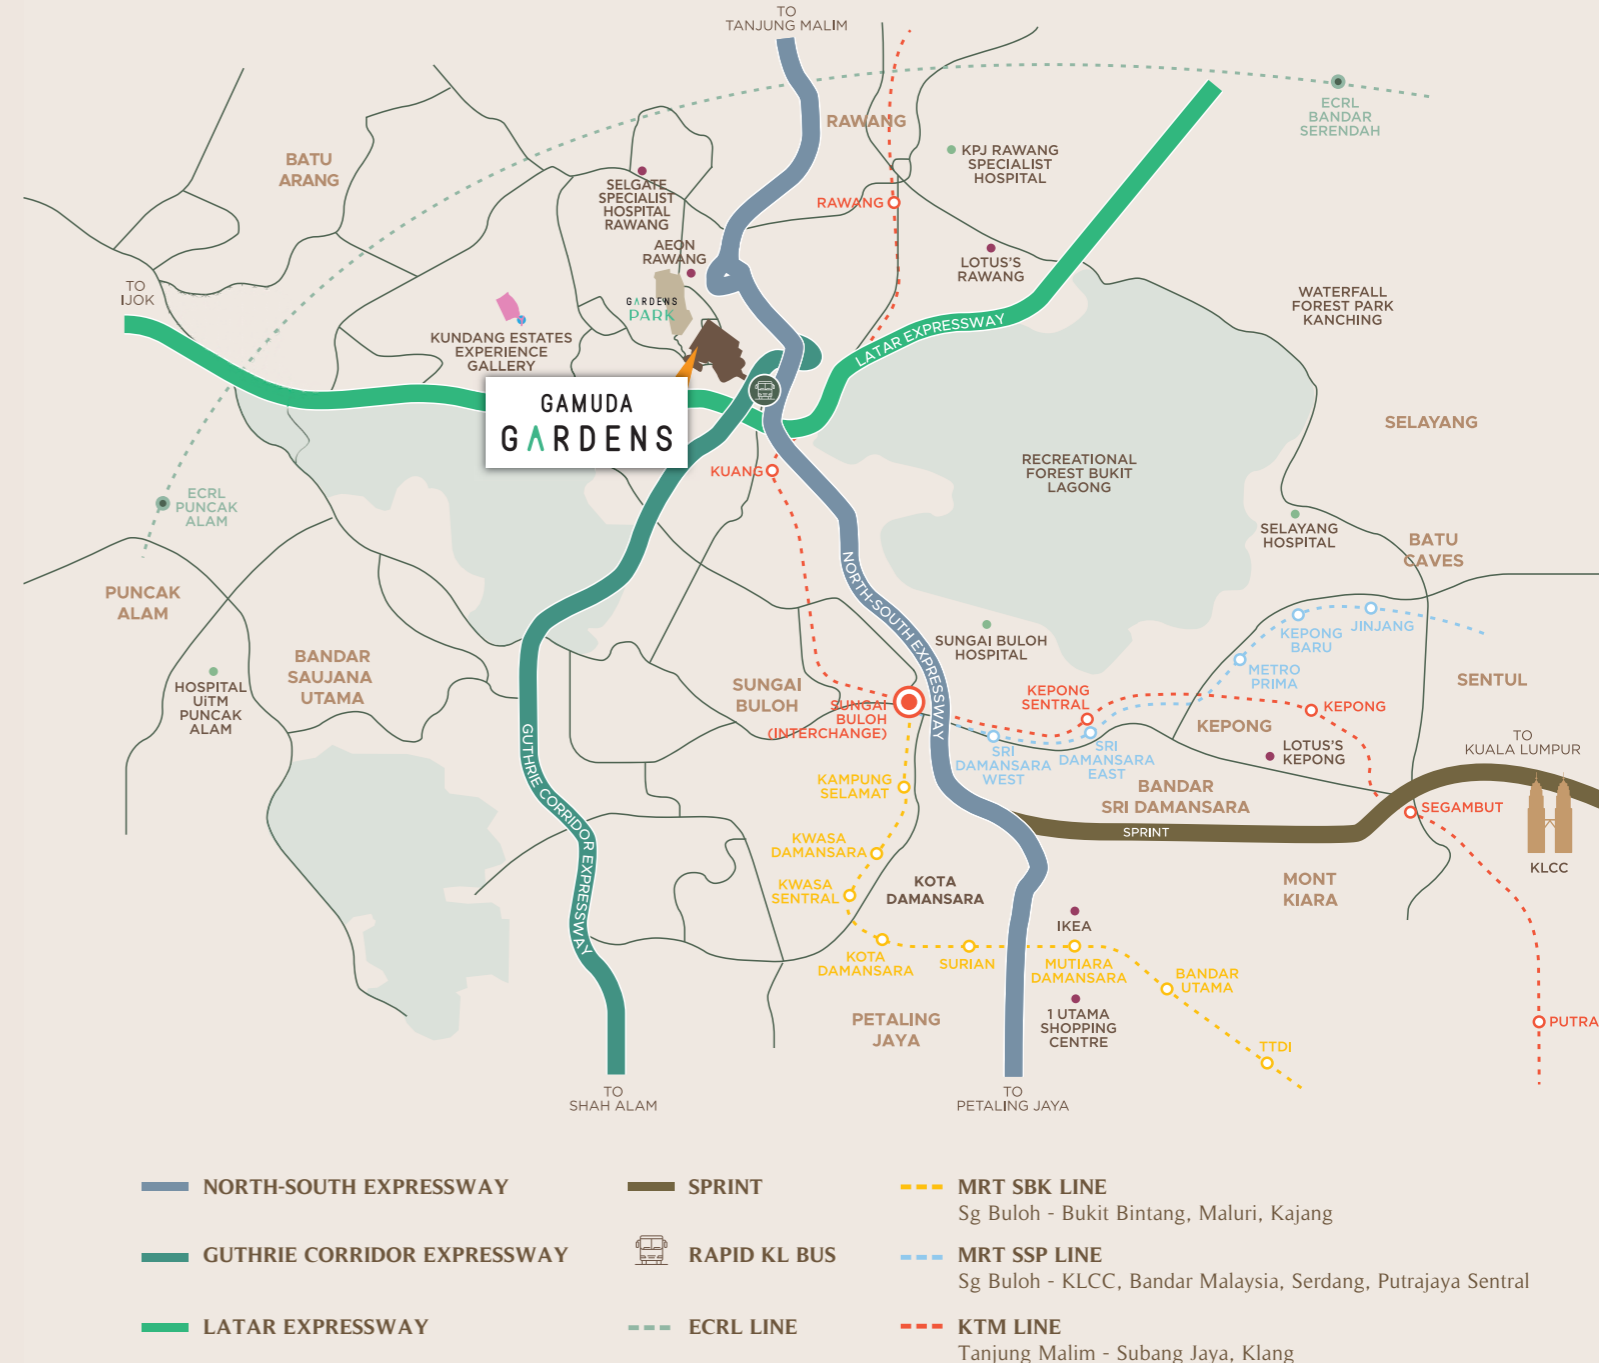 TO
TANJUNG MALIM
RAWANG
ECRL
BANDAR
SERENDAH
BATU
ARANG
KPJ RAWANG
SPECIALIST
HOSPITAL
SELGATE
SPECIALIST
HOSPITAL
RAWANG
RAWANG
AEON
RAWANG
LOTUS'S
RAWANG
TO
IJOK
WATERFALL
FOREST PARK
KANCHING
GARDENS
PARK
KUNDANG ESTATES
EXPERIENCE
GALLERY
LATAR EXPRESSWAY
GAMUDA
GARDENS
SELAYANG
KUANG
RECREATIONAL
FOREST BUKIT
LAGONG
ECRL
PUNCAK
ALAM
SELAYANG
HOSPITAL
BATU
CAVES
NORTH-SOUTH EXPRESSWAY
PUNCAK
ALAM
SUNGAI BULOH
HOSPITAL
KEPONG
BARU
JINJANG
METRO
PRIMA
BANDAR
SAUJANA
UTAMA
HOSPITAL
UiTM
PUNCAK
ALAM
SUNGAI
BULOH
SUNGAI
BULOH
(INTERCHANGE)
KEPONG
SENTRAL
SENTUL
KEPONG
KEPONG
SRI
DAMANSARA
WEST
SRI
DAMANSARA
EAST
LOTUS'S
KEPONG
TO
KUALA LUMPUR
GUTHRIE CORRIDOR EXPRESSWAY
KAMPUNG
SELAMAT
BANDAR
SRI DAMANSARA
SEGAMBUT
SPRINT
KWASA
DAMANSARA
KLCC
KWASA
SENTRAL
KOTA
DAMANSARA
MONT
KIARA
IKEA
KOTA
DAMANSARA
SURIAN
MUTIARA
DAMANSARA
BANDAR
UTAMA
PETALING
JAYA
1 UTAMA
SHOPPING
CENTRE
PUTRA
TTDI
TO
SHAH ALAM
TO
PETALING JAYA
NORTH-SOUTH EXPRESSWAY
SPRINT
MRT SBK LINE
Sg Buloh - Bukit Bintang, Maluri, Kajang
GUTHRIE CORRIDOR EXPRESSWAY
RAPID KL BUS
MRT SSP LINE
Sg Buloh - KLCC, Bandar Malaysia, Serdang, Putrajaya Sentral
LATAR EXPRESSWAY
ECRL LINE
KTM LINE
Tanjung Malim - Subang Jaya, Klang